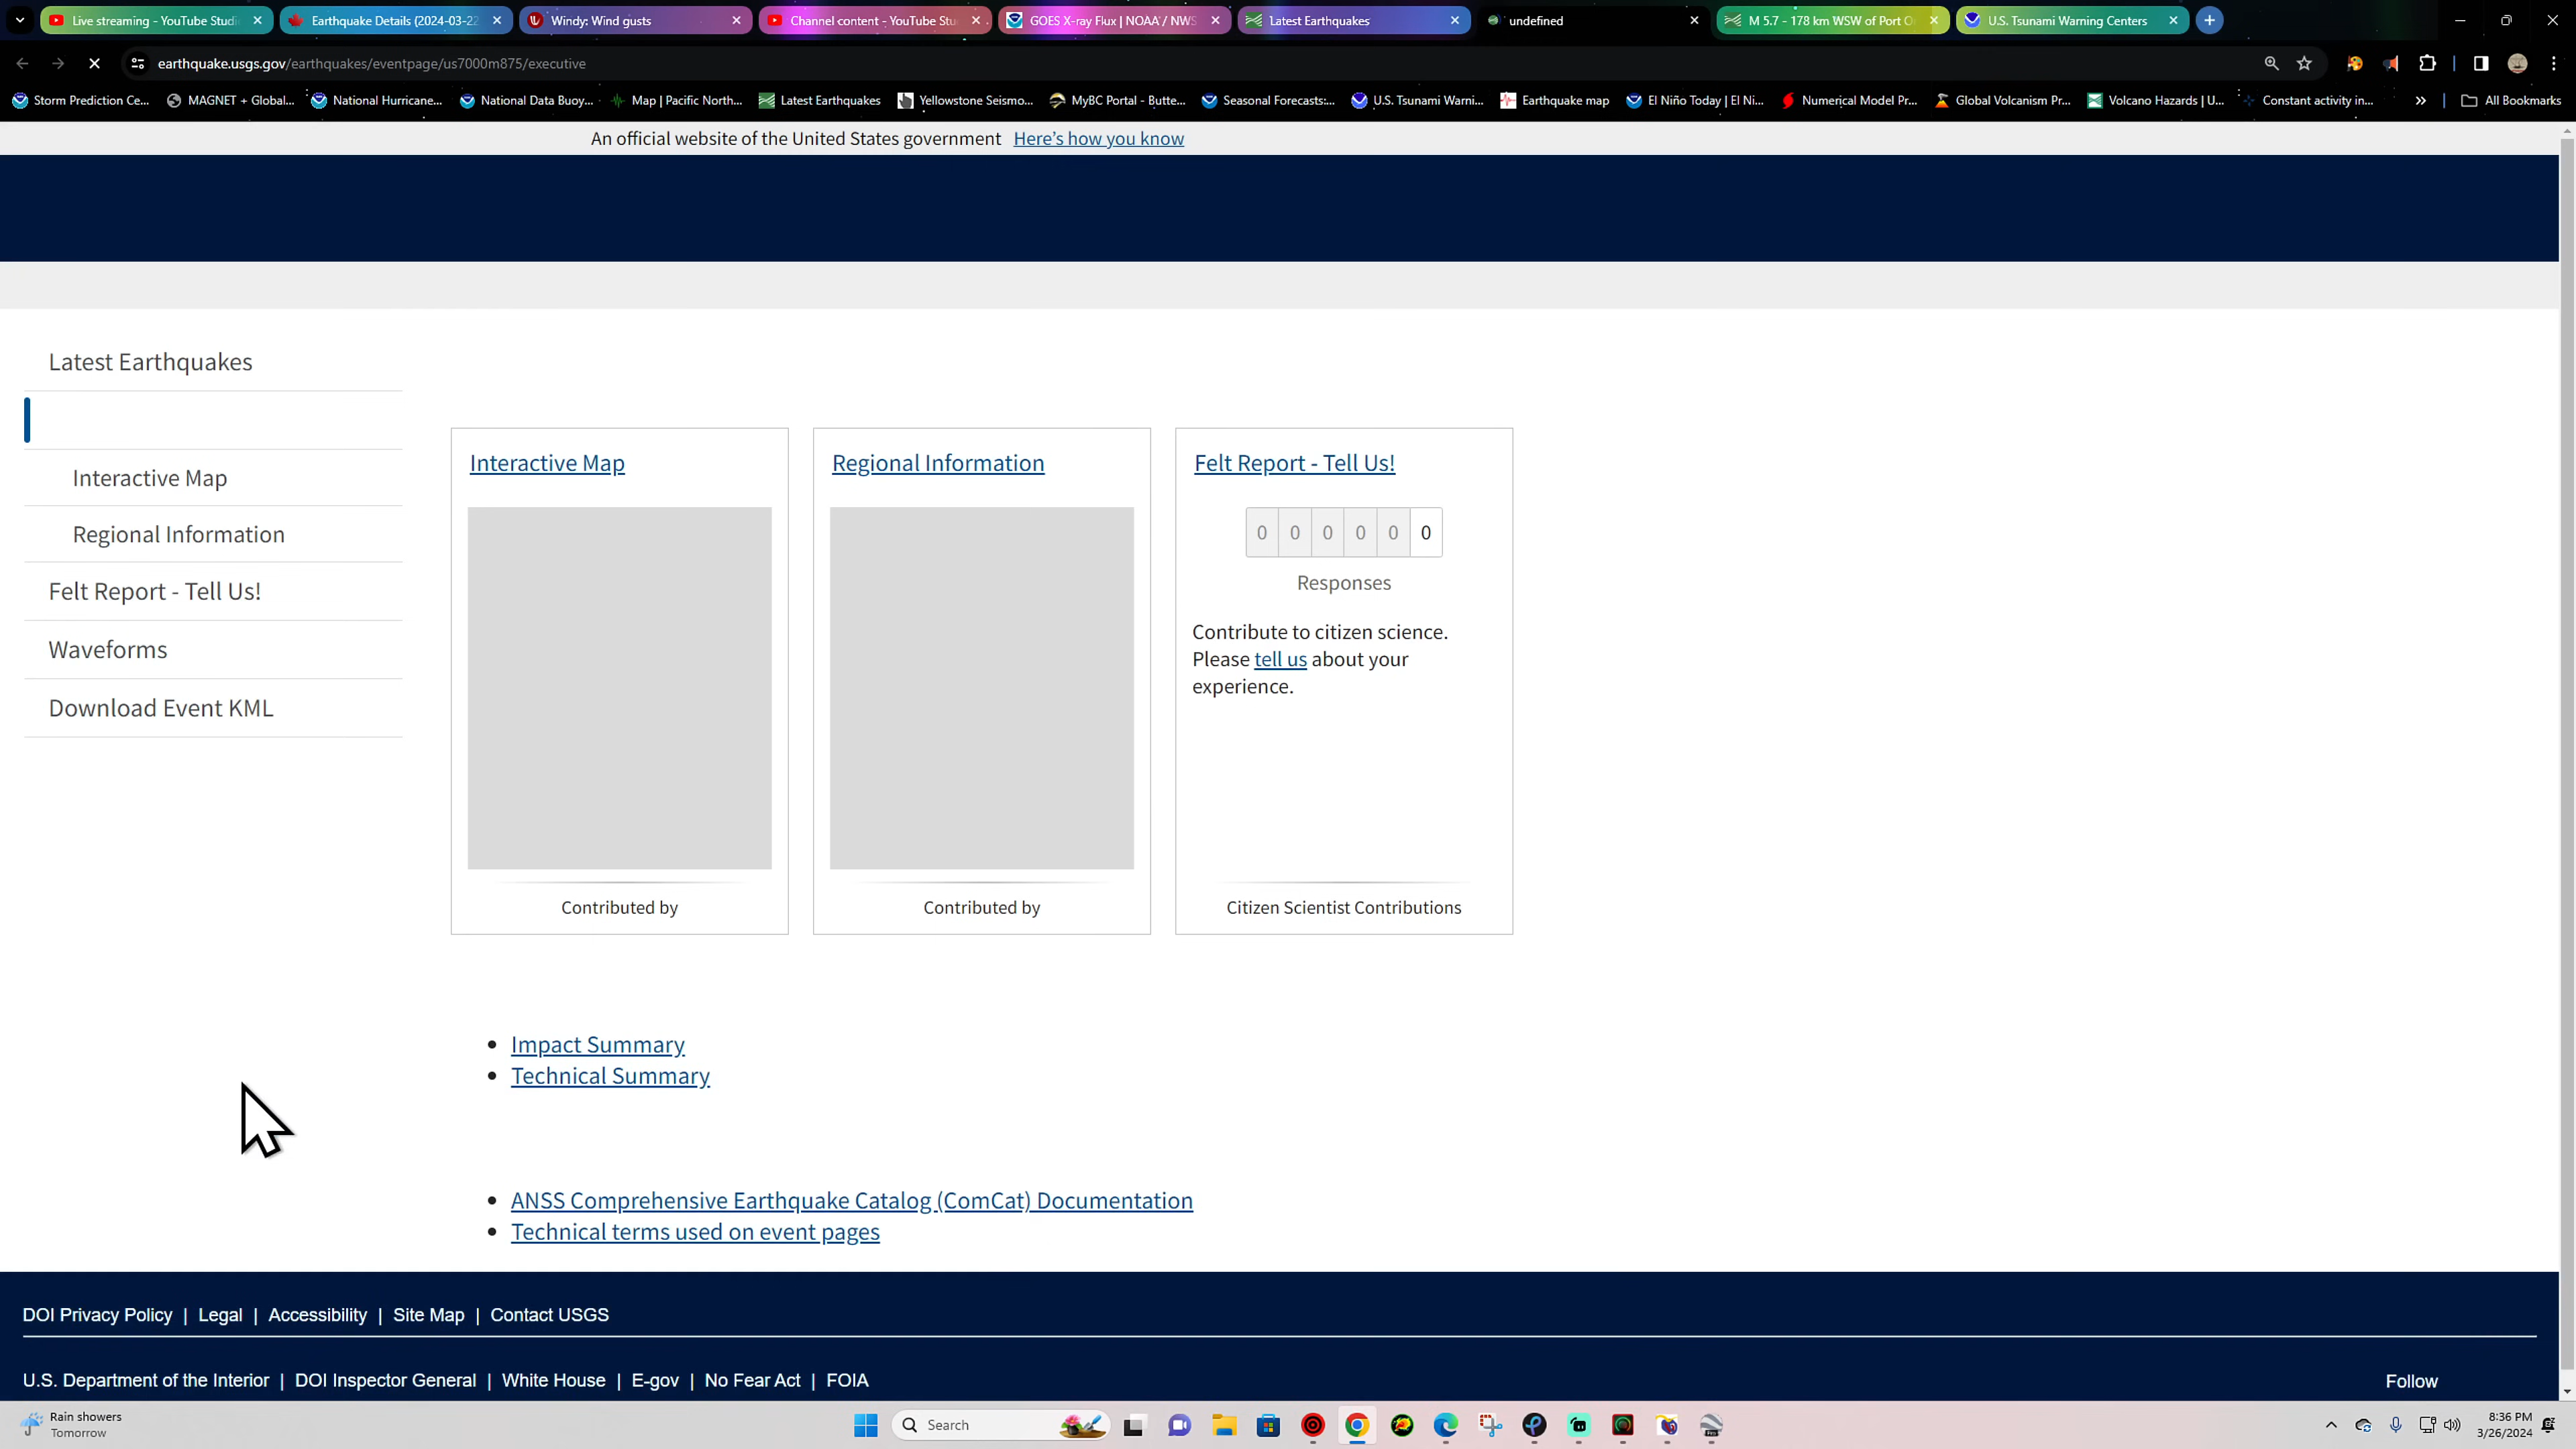 Live streaming - YouTube Studi
Earthquake Details (2024-03-22
Windy: Wind gusts
Channel content - YouTube Stu
GOES X-ray Flux | NOAA / NWS
Latest Earthquakes
undefined
M 5.7 - 178 km WSW of Port O
U.S. Tsunami Warning Centers
earthquake.usgs.gov/earthquakes/eventpage/us7000m875/executive
Storm Prediction Ce...
MAGNET + Global...
National Hurricane...
National Data Buoy...
Map | Pacific North...
Latest Earthquakes
Yellowstone Seismo...
MyBC Portal - Butte...
Seasonal Forecasts:...
U.S. Tsunami Warni...
Earthquake map
El Niño Today | El Ni...
Numerical Model Pr...
Global Volcanism Pr...
Volcano Hazards | U...
Constant activity in...
All Bookmarks
An official website of the United States government Here's how you know
Latest Earthquakes
Interactive Map
Regional Information
Felt Report - Tell Us!
Waveforms
Download Event KML
Interactive Map
Contributed by
Regional Information
Contributed by
Felt Report - Tell Us!
0 0 0 0 0 0
Responses
Contribute to citizen science.
Please tell us about your
experience.
Citizen Scientist Contributions
Impact Summary
Technical Summary
ANSS Comprehensive Earthquake Catalog (ComCat) Documentation
Technical terms used on event pages
DOI Privacy Policy | Legal | Accessibility | Site Map | Contact USGS
U.S. Department of the Interior | DOI Inspector General | White House | E-gov | No Fear Act | FOIA
Follow
Rain showers
Tomorrow
Search
8:36 PM
3/26/2024